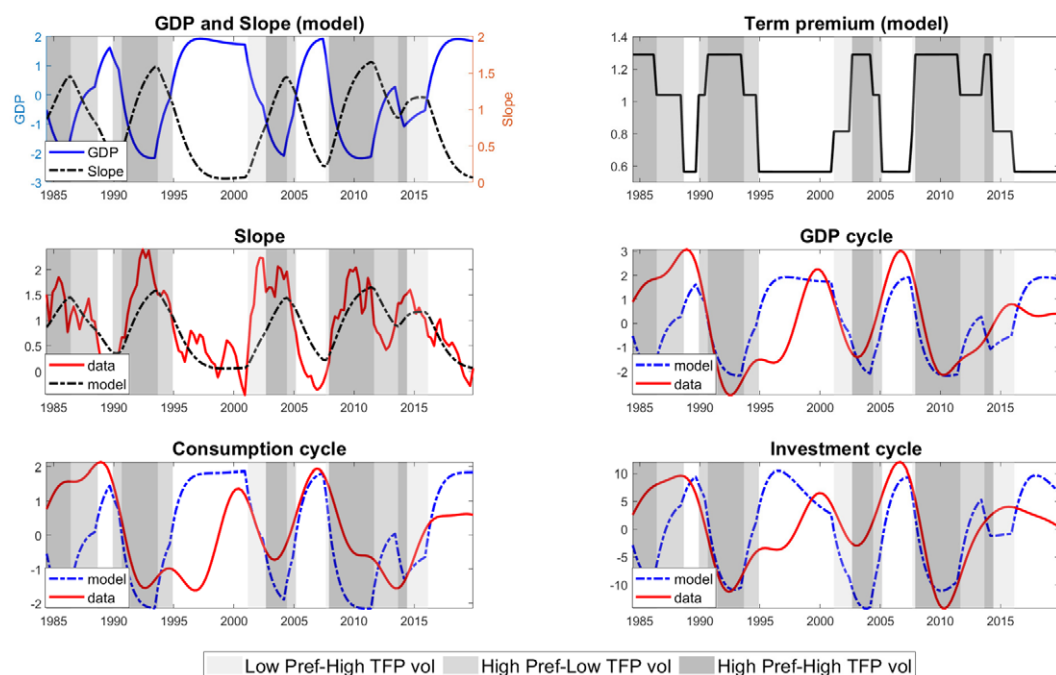 GDP and Slope (model)
GDP
Slope
2
1
0
-1
-2
-3
2
1.5
1
0.5
0
GDP
Slope
1985 1990 1995 2000 2005 2010 2015
Term premium (model)
1.4
1.2
1
0.8
0.6
1985 1990 1995 2000 2005 2010 2015
Slope
2
1.5
1
0.5
0
data
model
1985 1990 1995 2000 2005 2010 2015
GDP cycle
3
2
1
0
-1
-2
model
data
1985 1990 1995 2000 2005 2010 2015
Consumption cycle
2
1
0
-1
-2
model
data
1985 1990 1995 2000 2005 2010 2015
Investment cycle
10
5
0
-5
-10
model
data
1985 1990 1995 2000 2005 2010 2015
Low Pref-High TFP vol High Pref-Low TFP vol High Pref-High TFP vol